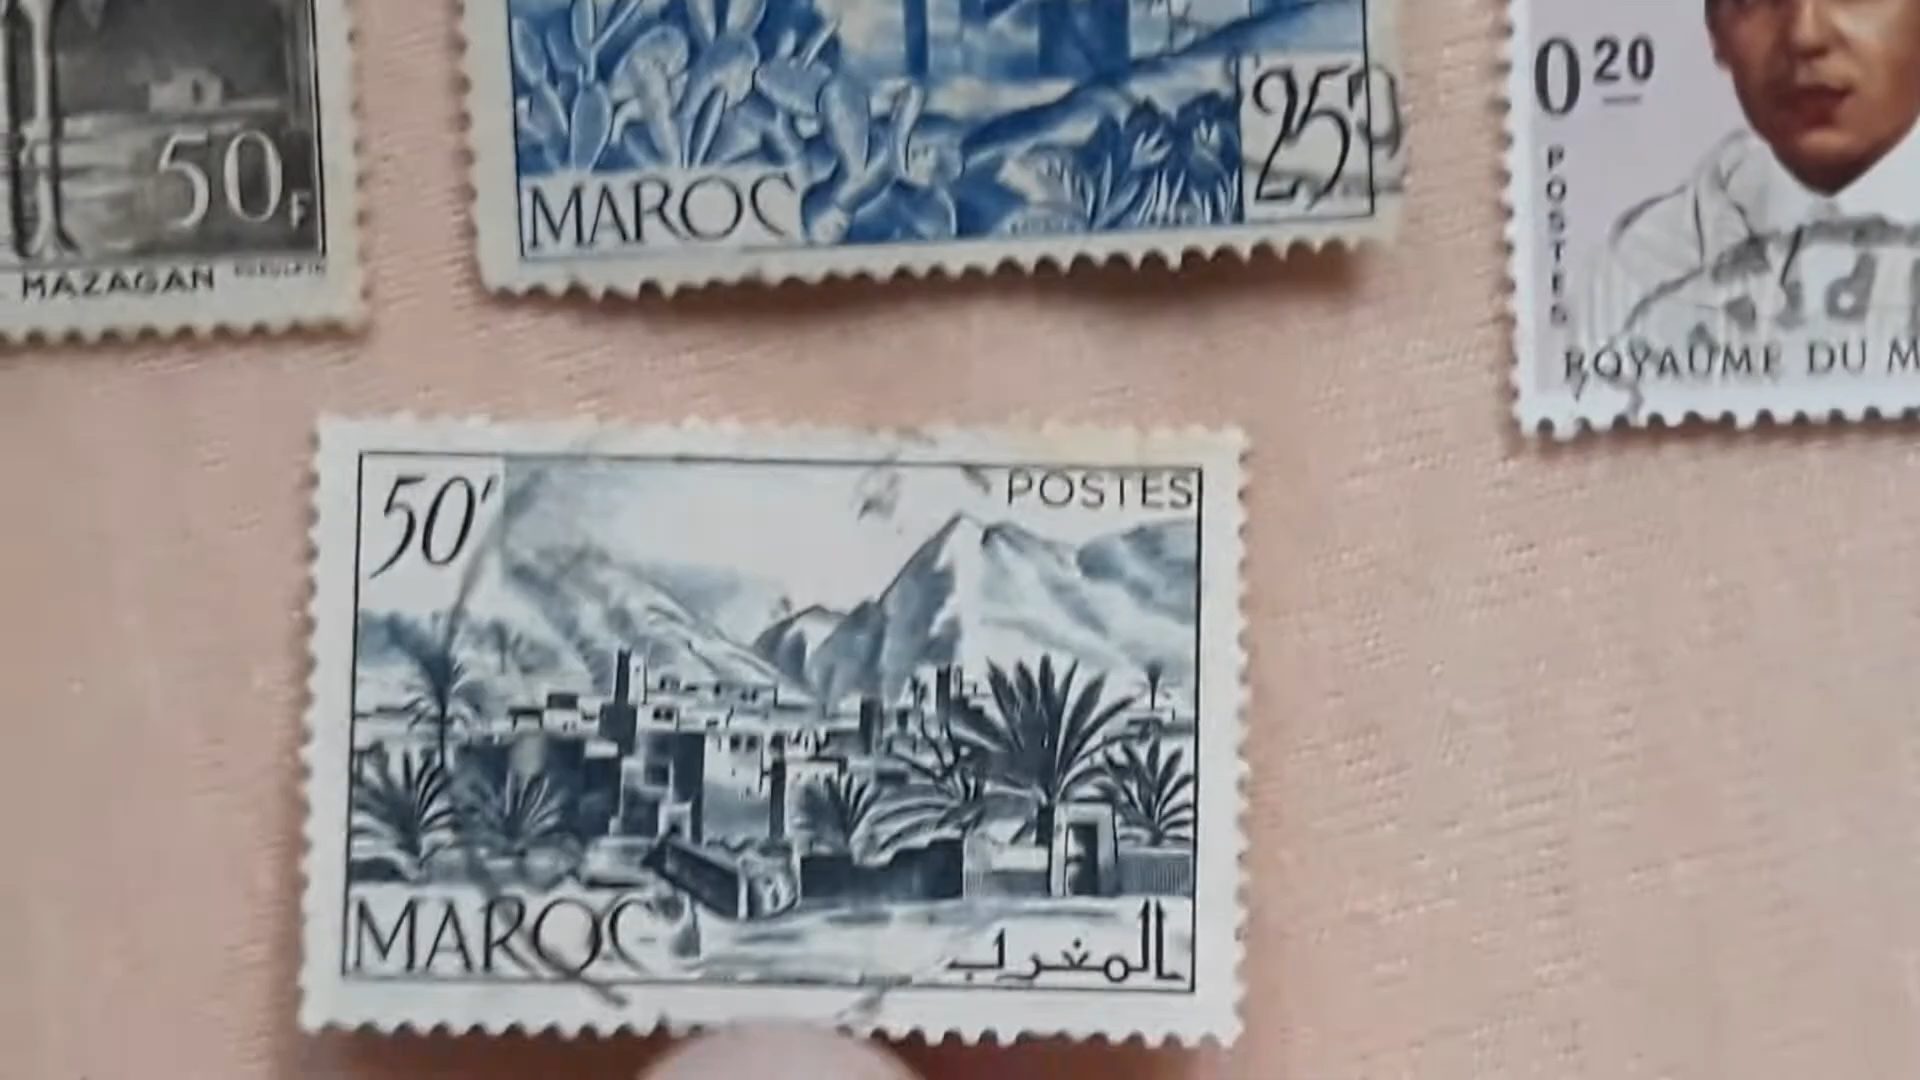 50F
MAZAGAN
MAROC
25F
0.20
POSTES
ROYAUME DU M
50F
POSTES
MAROC
المغرب